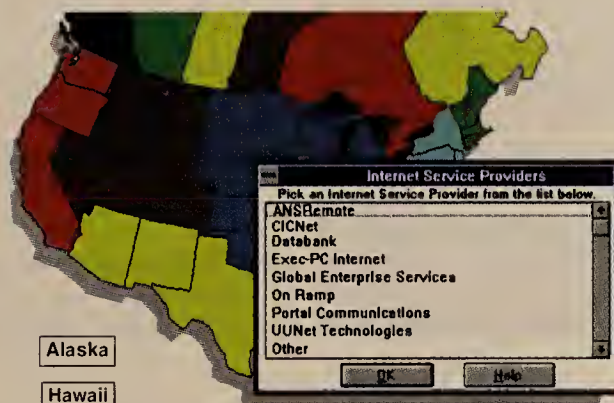 Internet Service Providers
Pick an Internet Service Provider from the list below.
ANSRemote
CICNet
Databank
Exec-PC Internet
Global Enterprise Services
On Ramp
Portal Communications
UUNet Technologies
Other
OK
Help
Alaska
Hawaii